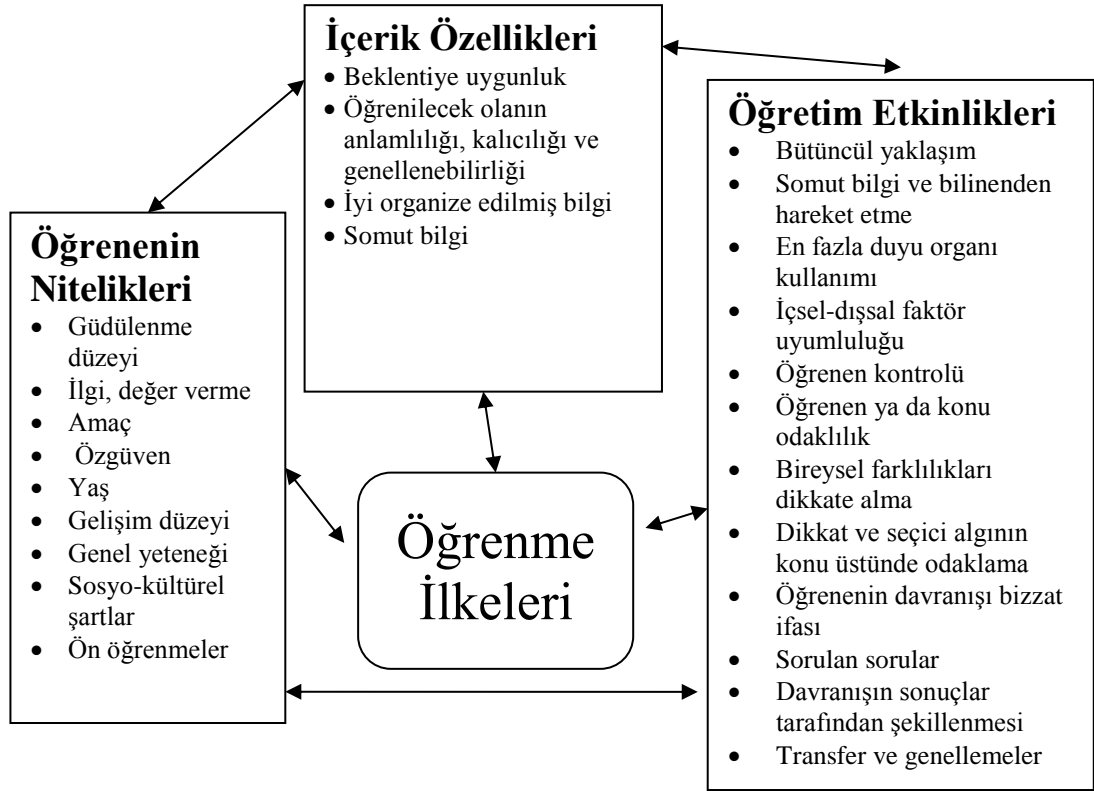 İçerik Özellikleri
• Beklentiye uygunluk
• Öğrenilecek olanın
anlamlılığı, kalıcılığı ve
genellenebilirliği
• İyi organize edilmiş bilgi
• Somut bilgi
Öğrenenin
Nitelikleri
• Güdülenme
düzeyi
• İlgi, değer verme
• Amaç
• Özgüven
• Yaş
• Gelişim düzeyi
• Genel yeteneği
• Sosyo-kültürel
şartlar
• Ön öğrenmeler
Öğrenme
İlkeleri
Öğretim Etkinlikleri
• Bütüncül yaklaşım
• Somut bilgi ve bilinenden
hareket etme
• En fazla duyu organı
kullanımı
• İçsel-dışsal faktör
uyumluluğu
• Öğrenen kontrolü
• Öğrenen ya da konu
odaklılık
• Bireysel farklılıkları
dikkate alma
• Dikkat ve seçici algının
konu üstünde odaklama
• Öğrenenin davranışı bizzat
ifası
• Sorulan sorular
• Davranışın sonuçlar
tarafından şekillenmesi
• Transfer ve genellemeler